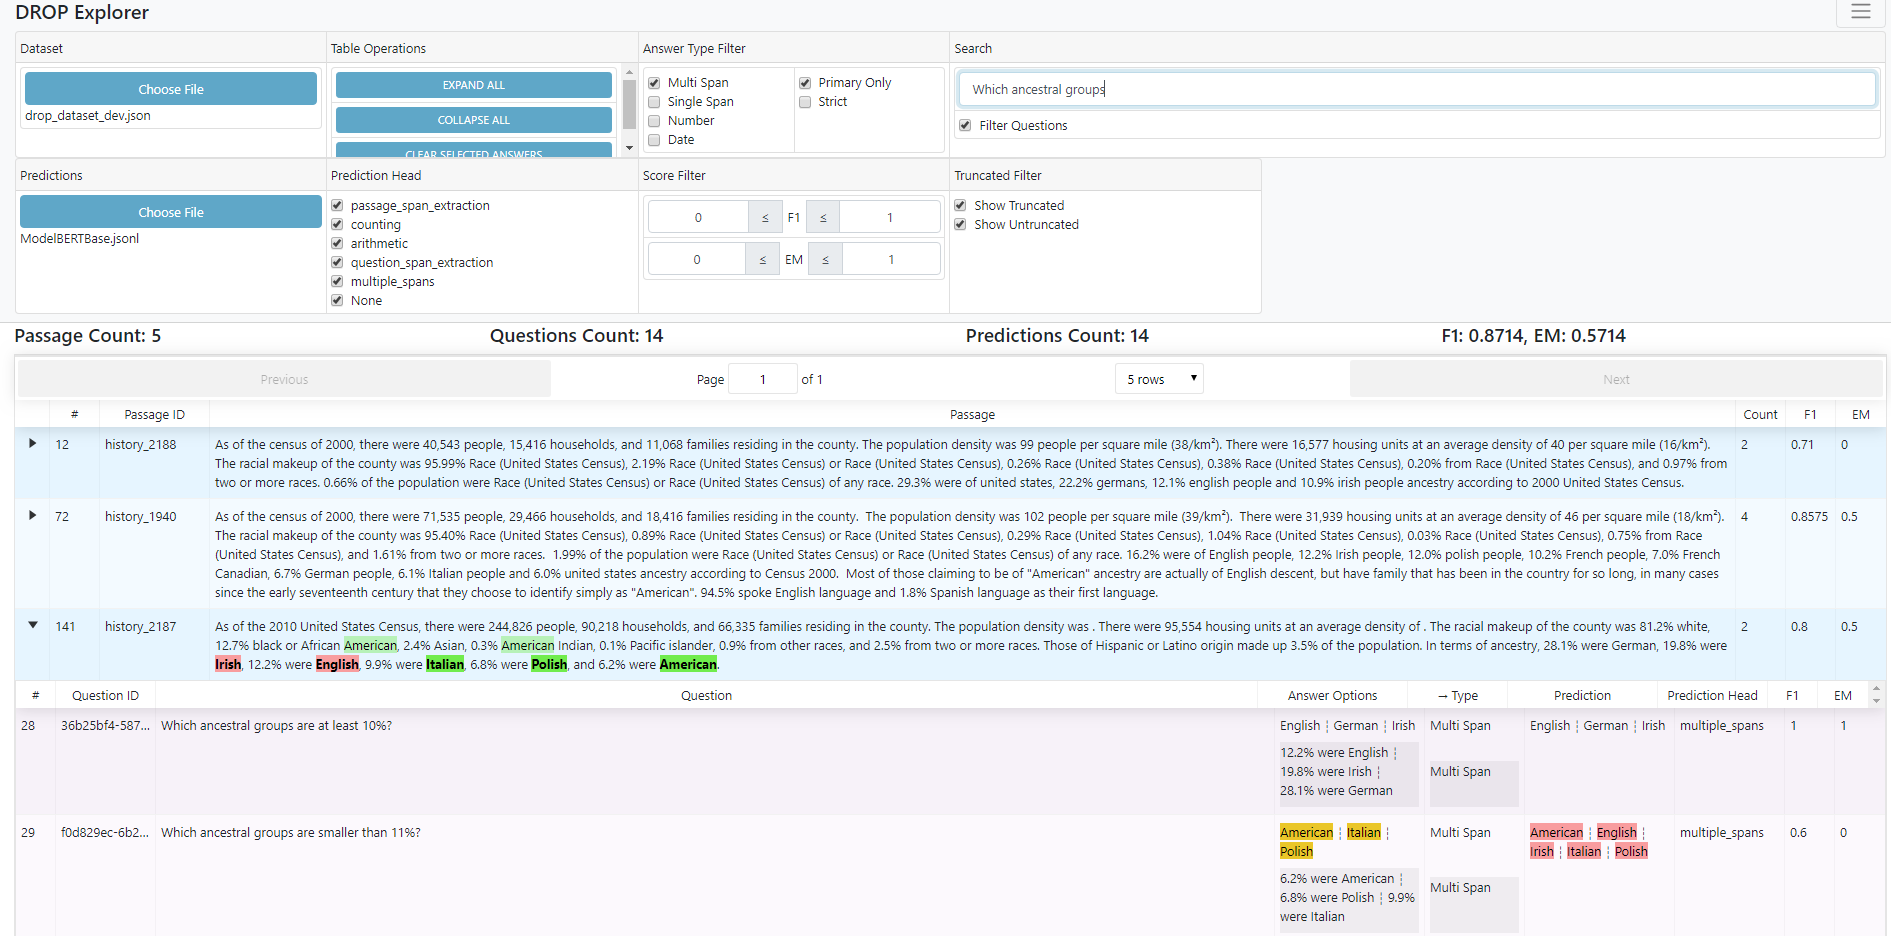 DROP Explorer
Dataset
Table Operations
Answer Type Filter
Search
Choose File
drop_dataset_dev.json
EXPAND ALL
COLLAPSE ALL
CLEAR SELECTED ANSWERS
Multi Span
Single Span
Number
Date
Primary Only
Strict
Which ancestral groups
Filter Questions
Predictions
Prediction Head
Score Filter
Truncated Filter
Choose File
ModelBERTBase.jsonl
passage_span_extraction
counting
arithmetic
question_span_extraction
multiple_spans
None
0 ≤ F1 ≤ 1
0 ≤ EM ≤ 1
Show Truncated
Show Untruncated
Passage Count: 5
Questions Count: 14
Predictions Count: 14
F1: 0.8714, EM: 0.5714
Previous
Page 1 of 1
5 rows
Next
# Passage ID Passage Count F1 EM
12 history_2188
As of the census of 2000, there were 40,543 people, 15,416 households, and 11,068 families residing in the county. The population density was 99 people per square mile (38/km²). There were 16,577 housing units at an average density of 40 per square mile (16/km²).
The racial makeup of the county was 95.99% Race (United States Census), 2.19% Race (United States Census) or Race (United States Census), 0.26% Race (United States Census), 0.38% Race (United States Census), 0.20% from Race (United States Census), and 0.97% from
two or more races. 0.66% of the population were Race (United States Census) or Race (United States Census) of any race. 29.3% were of united states, 22.2% germans, 12.1% english people and 10.9% irish people ancestry according to 2000 United States Census.
2 0.71 0
72 history_1940
As of the census of 2000, there were 71,535 people, 29,466 households, and 18,416 families residing in the county.  The population density was 102 people per square mile (39/km²).  There were 31,939 housing units at an average density of 46 per square mile (18/km²).
The racial makeup of the county was 95.40% Race (United States Census), 0.89% Race (United States Census) or Race (United States Census), 0.29% Race (United States Census), 1.04% Race (United States Census), 0.03% Race (United States Census), 0.75% from Race
(United States Census), and 1.61% from two or more races.  1.99% of the population were Race (United States Census) or Race (United States Census) of any race. 16.2% were of English people, 12.2% Irish people, 12.0% polish people, 10.2% French people, 7.0% French
Canadian, 6.7% German people, 6.1% Italian people and 6.0% united states ancestry according to Census 2000.  Most of those claiming to be of "American" ancestry are actually of English descent, but have family that has been in the country for so long, in many cases
since the early seventeenth century that they choose to identify simply as "American". 94.5% spoke English language and 1.8% Spanish language as their first language.
4 0.8575 0.5
141 history_2187
As of the 2010 United States Census, there were 244,826 people, 90,218 households, and 66,335 families residing in the county. The population density was . There were 95,554 housing units at an average density of . The racial makeup of the county was 81.2% white,
12.7% black or African American, 2.4% Asian, 0.3% American Indian, 0.1% Pacific islander, 0.9% from other races, and 2.5% from two or more races. Those of Hispanic or Latino origin made up 3.5% of the population. In terms of ancestry, 28.1% were German, 19.8% were
Irish, 12.2% were English, 9.9% were Italian, 6.8% were Polish, and 6.2% were American.
2 0.8 0.5
# Question ID Question Answer Options → Type Prediction Prediction Head F1 EM
28 36b25bf4-587... Which ancestral groups are at least 10%? English ¦ German ¦ Irish Multi Span English ¦ German ¦ Irish multiple_spans 1 1
12.2% were English ¦
19.8% were Irish ¦
28.1% were German
Multi Span
29 f0d829ec-6b2... Which ancestral groups are smaller than 11%? American ¦ Italian ¦ Multi Span American ¦ English ¦ multiple_spans 0.6 0
Polish Irish ¦ Italian ¦ Polish
6.2% were American ¦
6.8% were Polish ¦ 9.9%
were Italian
Multi Span